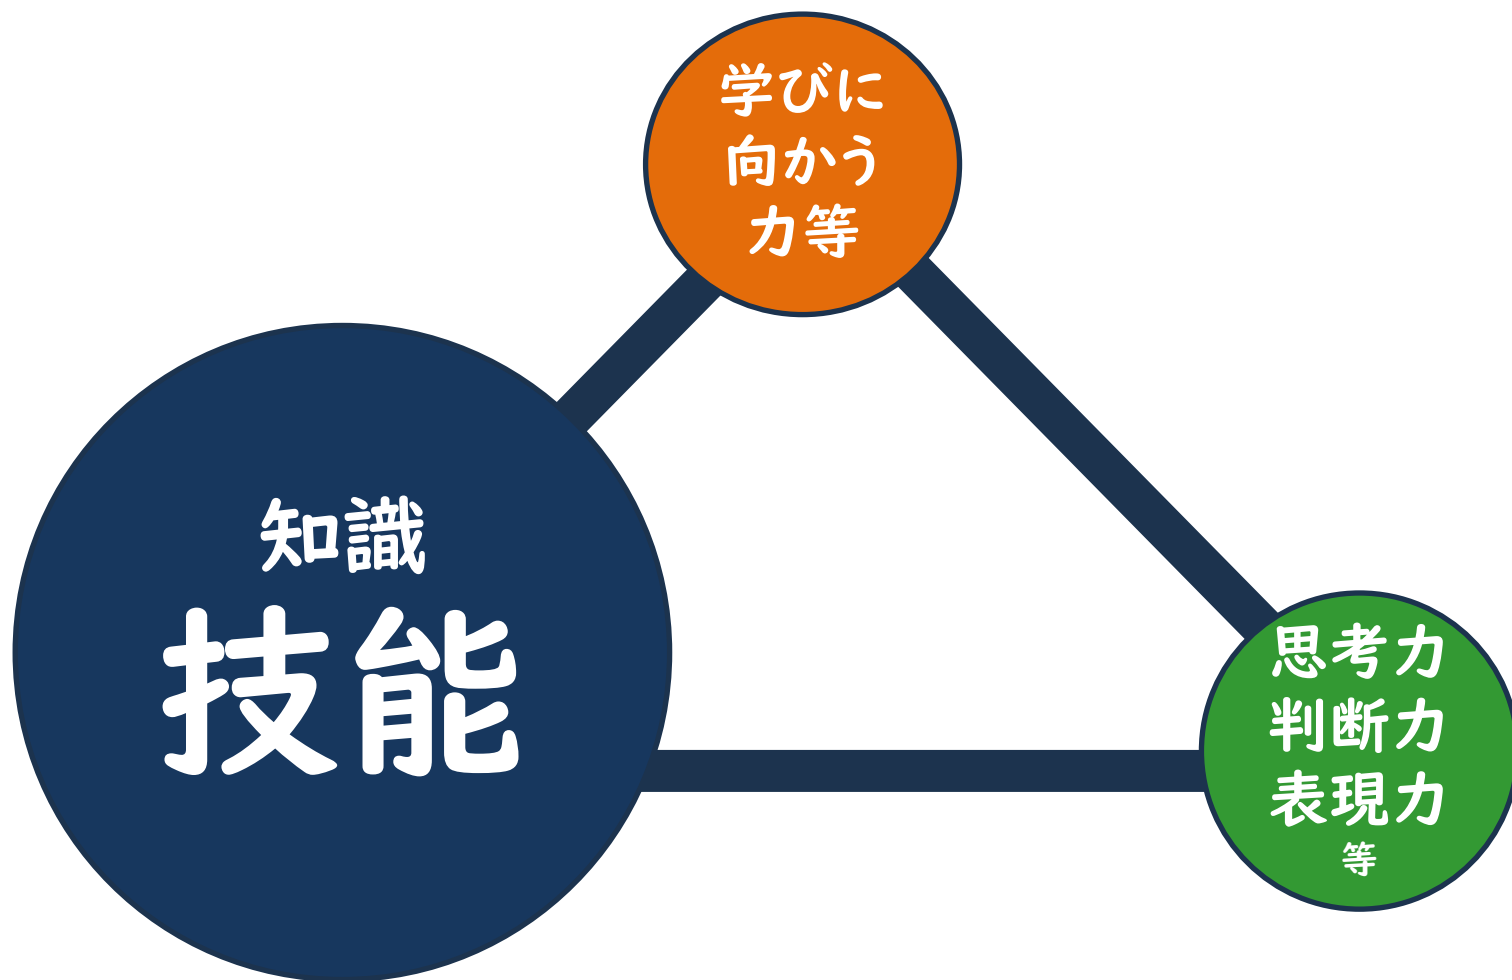 学びに
向かう
力等
知識
技能
思考力
判断力
表現力
等